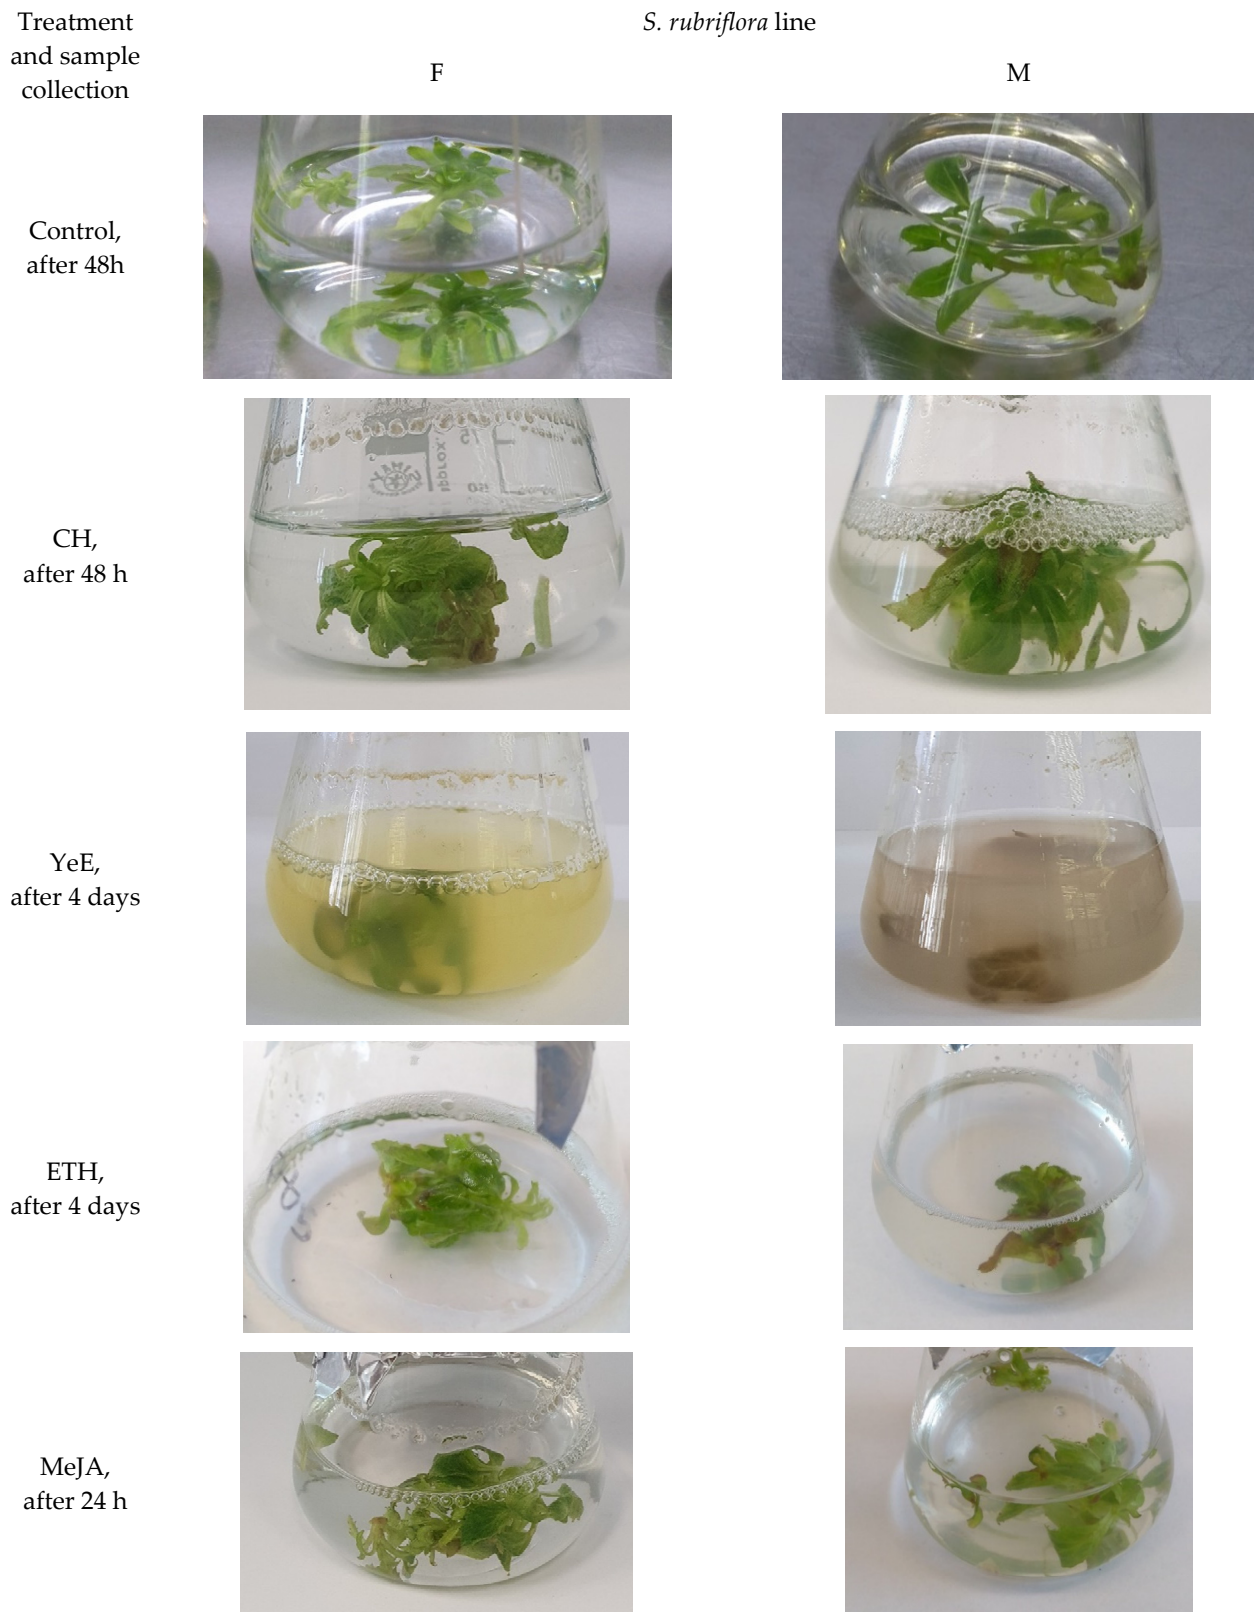 Treatment
and sample
collection
S. rubriflora line
F
M
Control,
after 48h
CH,
after 48 h
YeE,
after 4 days
ETH,
after 4 days
MeJA,
after 24 h